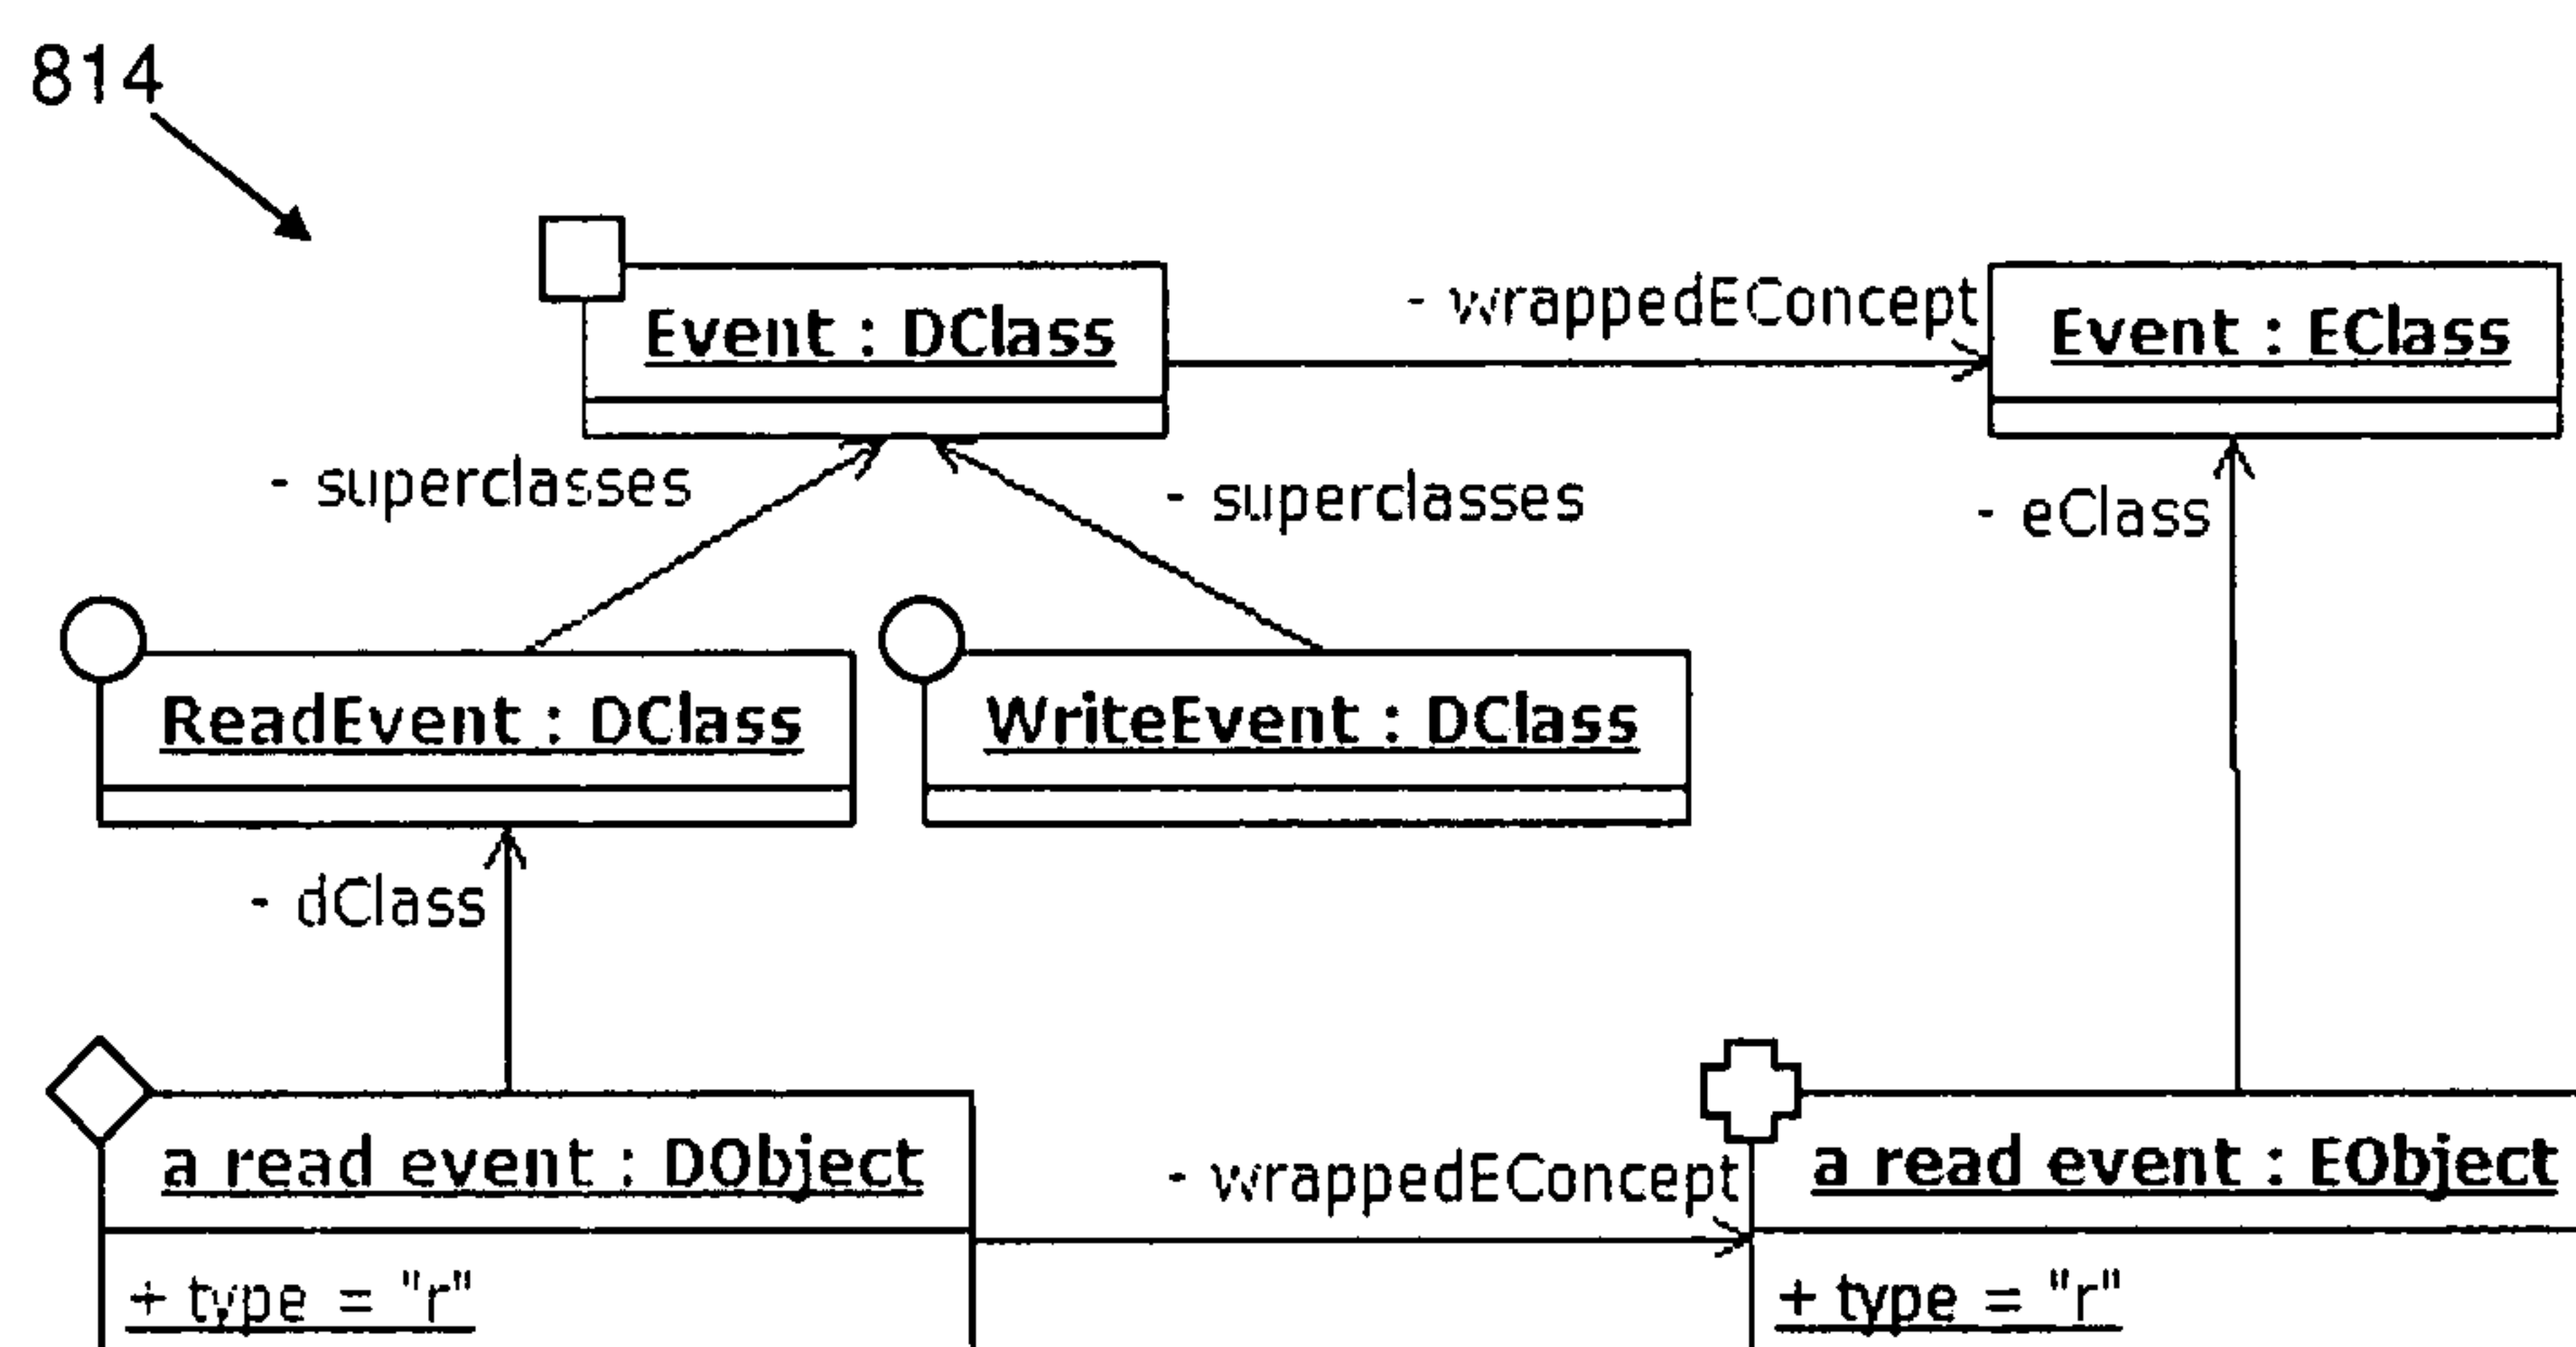 814
- wrappedEConcept
Event : DClass
Event : EClass
- superclasses
- superclasses
- eClass
ReadEvent : DClass
WriteEvent : DClass
- dClass
a read event : DObject
- wrappedEConcept
a read event : EObject
+ type = "r"
+ type = "r"